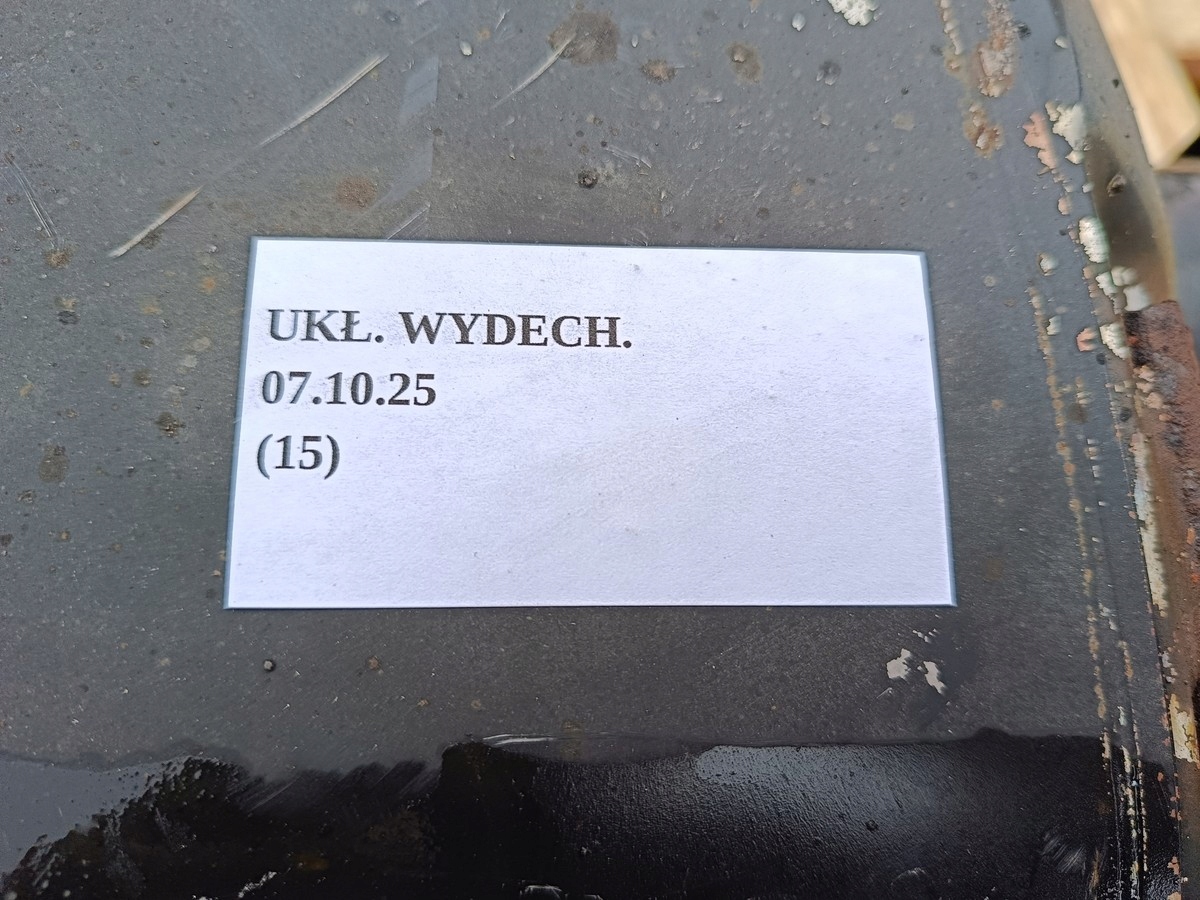 UKŁ. WYDECH.
07.10.25
(15)